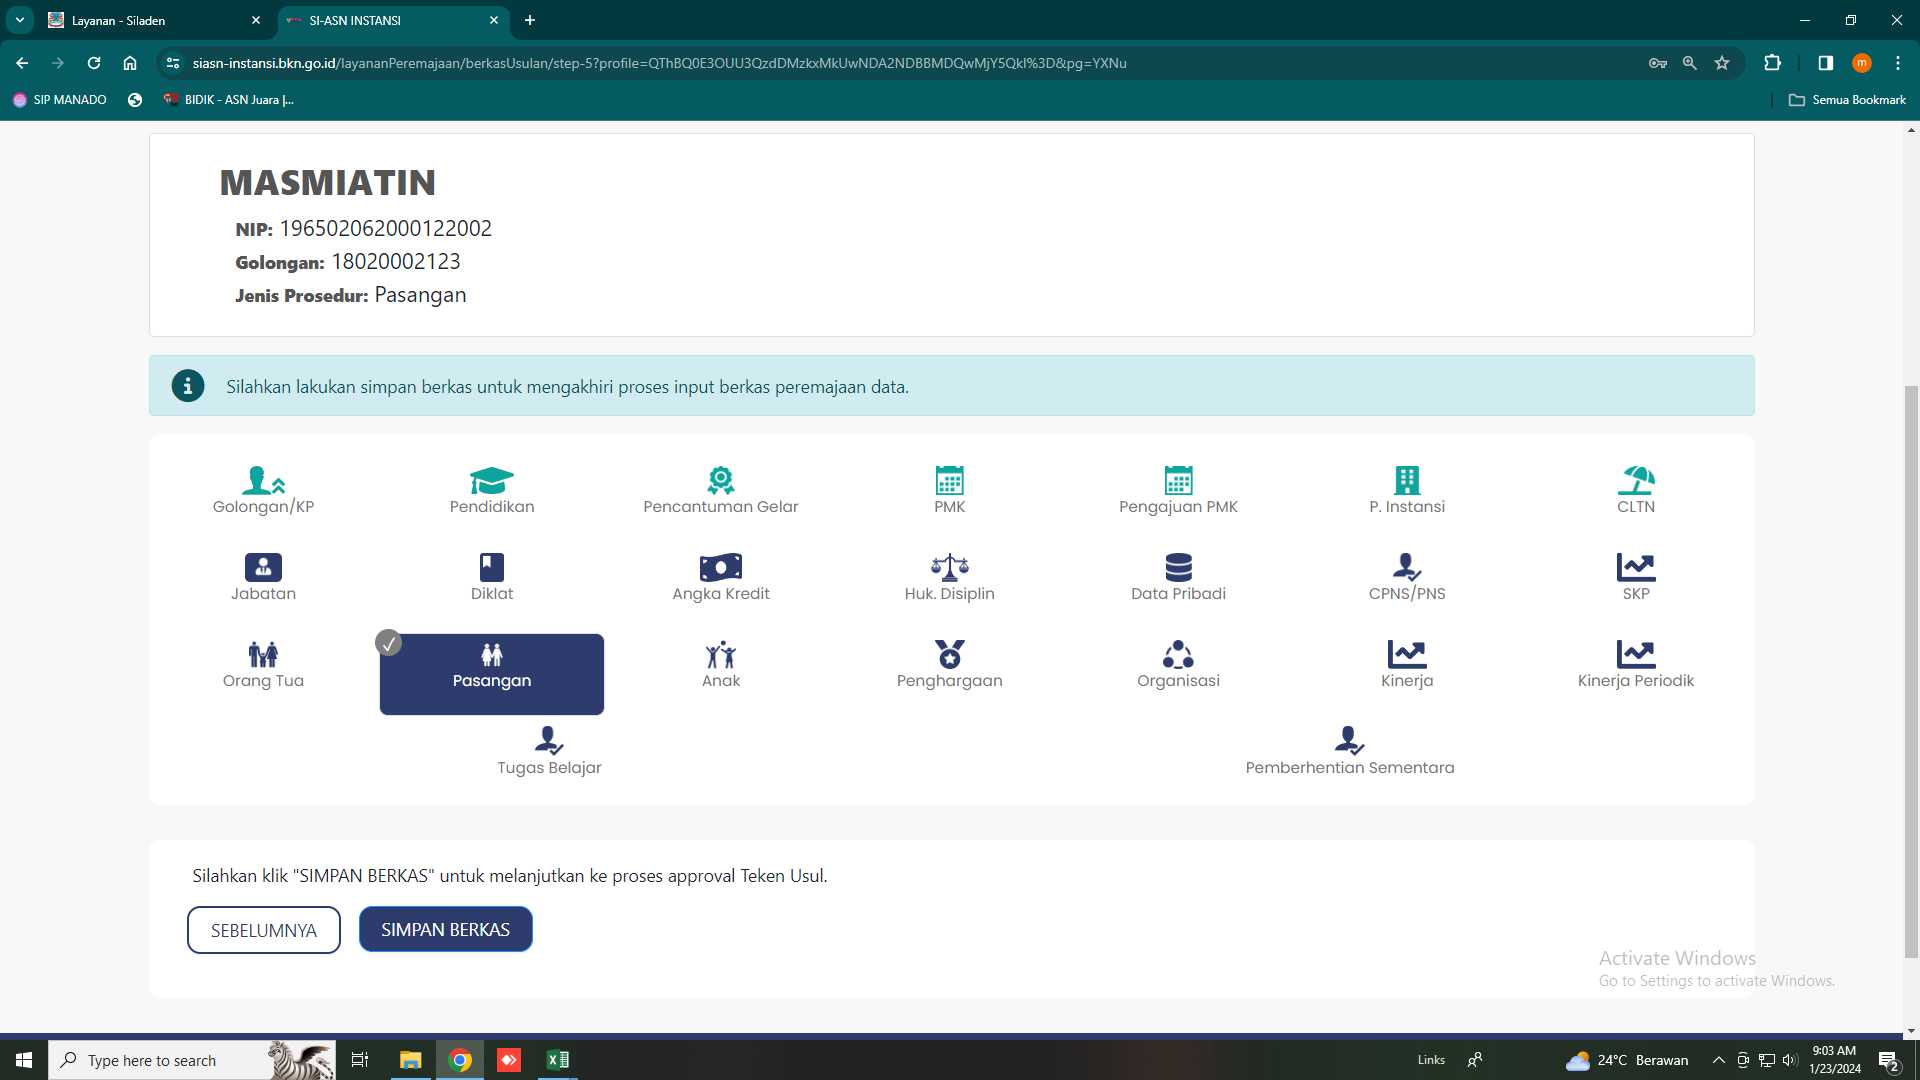 Layanan - Siladen
SI-ASN INSTANSI
siasn-instansi.bkn.go.id/layananPeremajaan/berkasUsulan/step-5?profile=QThBQ0E3OUU3QzdDMzkxMkUwNDA2NDBBMDQwMjY5QkI%3D&pg=YXNu
m
SIP MANADO
BIDIK - ASN Juara |...
Semua Bookmark
MASMIATIN
NIP: 196502062000122002
Golongan: 18020002123
Jenis Prosedur: Pasangan
Silahkan lakukan simpan berkas untuk mengakhiri proses input berkas peremajaan data.
Golongan/KP
Pendidikan
Pencantuman Gelar
PMK
Pengajuan PMK
P. Instansi
CLTN
Jabatan
Diklat
Angka Kredit
Huk. Disiplin
Data Pribadi
CPNS/PNS
SKP
Orang Tua
Pasangan
Anak
Penghargaan
Organisasi
Kinerja
Kinerja Periodik
Tugas Belajar
Pemberhentian Sementara
Silahkan klik "SIMPAN BERKAS" untuk melanjutkan ke proses approval Teken Usul.
SEBELUMNYA
SIMPAN BERKAS
Activate Windows
Go to Settings to activate Windows.
Type here to search
Links
24°C Berawan
9:03 AM
1/23/2024
2